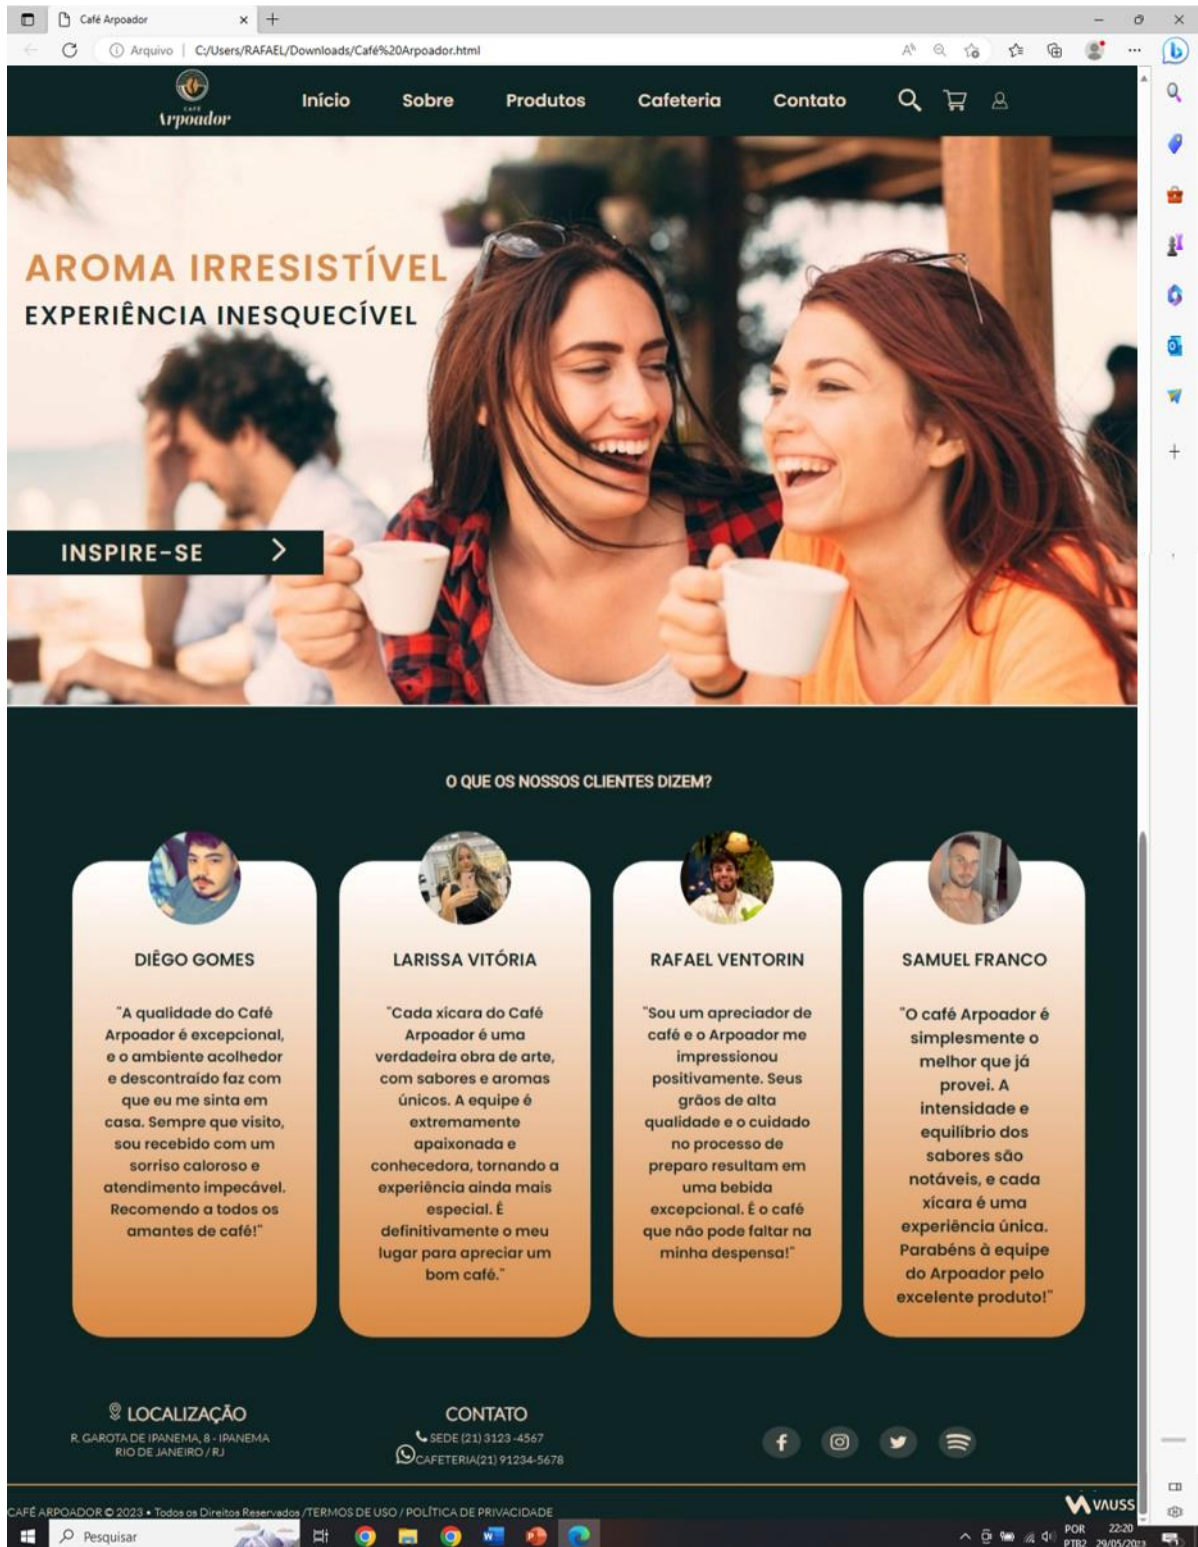 Café Arpoador
Arquivo | C:/Users/RAFAEL/Downloads/Café%20Arpoador.html
CAFÉ
Arpoador
Início Sobre Produtos Cafeteria Contato
AROMA IRRESISTÍVEL
EXPERIÊNCIA INESQUECÍVEL
INSPIRE-SE
O QUE OS NOSSOS CLIENTES DIZEM?
DIÊGO GOMES
"A qualidade do Café
Arpoador é excepcional,
e o ambiente acolhedor
e descontraído faz com
que eu me sinta em
casa. Sempre que visito,
sou recebido com um
sorriso caloroso e
atendimento impecável.
Recomendo a todos os
amantes de café!"
LARISSA VITÓRIA
"Cada xícara do Café
Arpoador é uma
verdadeira obra de arte,
com sabores e aromas
únicos. A equipe é
extremamente
apaixonada e
conhecedora, tornando a
experiência ainda mais
especial. É
definitivamente o meu
lugar para apreciar um
bom café."
RAFAEL VENTORIN
"Sou um apreciador de
café e o Arpoador me
impressionou
positivamente. Seus
grãos de alta
qualidade e o cuidado
no processo de
preparo resultam em
uma bebida
excepcional. É o café
que não pode faltar na
minha despensa!"
SAMUEL FRANCO
"O café Arpoador é
simplesmente o
melhor que já
provei. A
intensidade e
equilíbrio dos
sabores são
notáveis, e cada
xícara é uma
experiência única.
Parabéns à equipe
do Arpoador pelo
excelente produto!"
LOCALIZAÇÃO
R. GAROTA DE IPANEMA, 8 - IPANEMA
RIO DE JANEIRO / RJ
CONTATO
SEDE (21) 3123 -4567
CAFETERIA(21) 91234-5678
CAFÉ ARPOADOR © 2023 • Todos os Direitos Reservados /TERMOS DE USO / POLÍTICA DE PRIVACIDADE
VAUSS
Pesquisar
POR 22:20
PTB2 29/05/2023